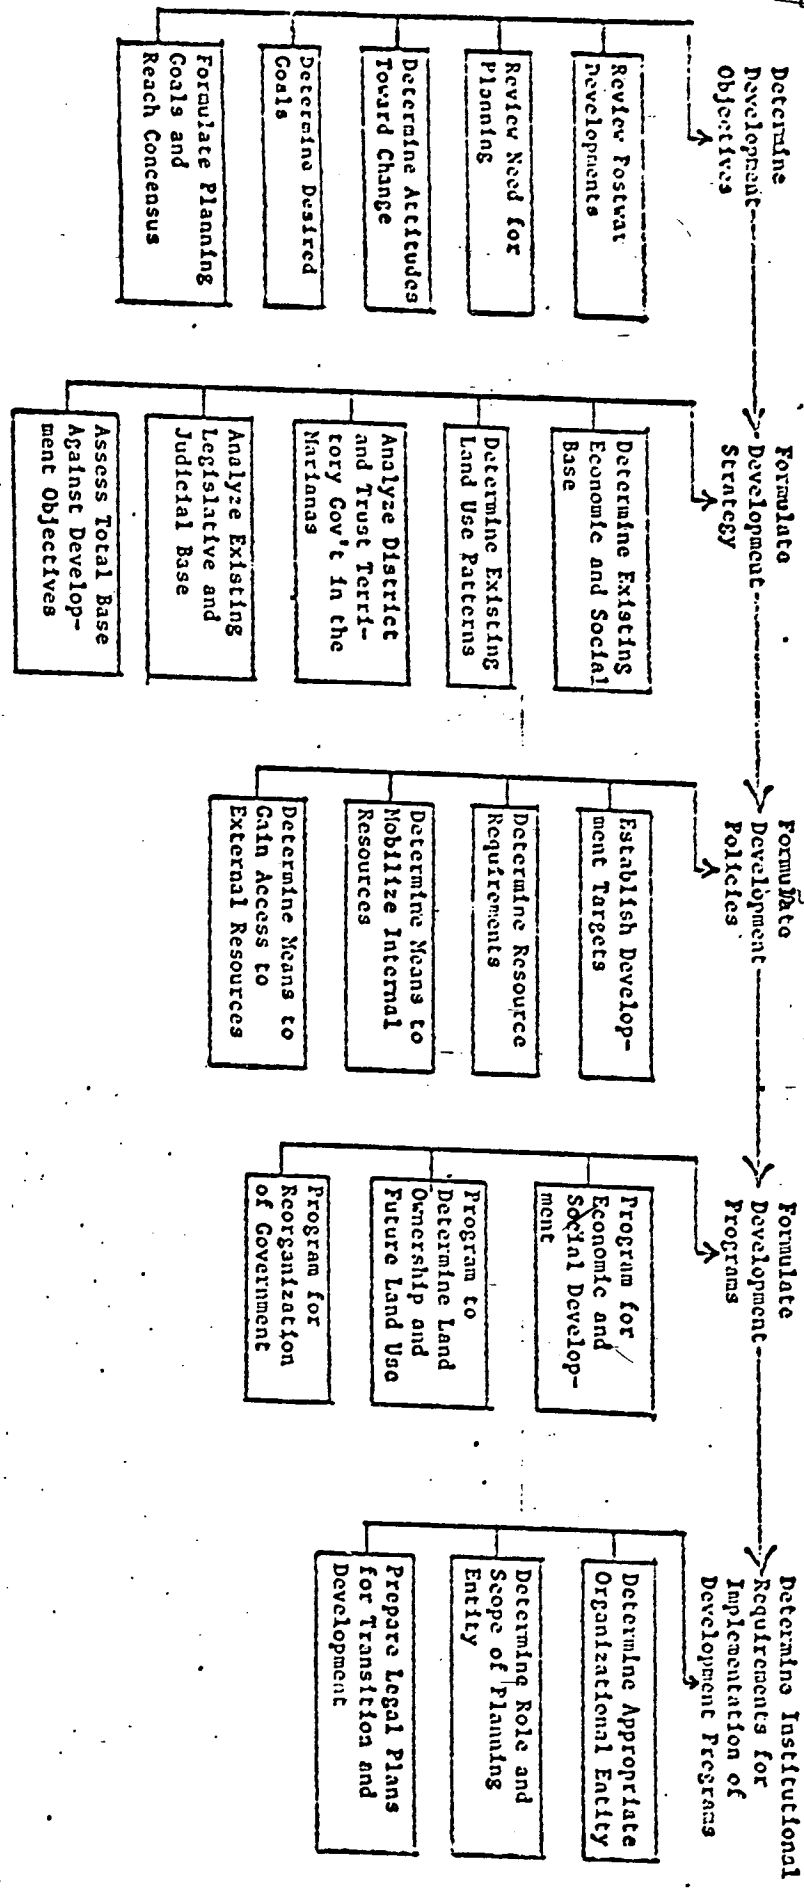 Determine
Development
Objectives
Review Postwar
Developments
Review Need for
Planning
Determine Attitudes
Toward Change
Determine Desired
Goals
Formulate Planning
Goals and
Reach Concensus
Formulate
Development
Strategy
Determine Existing
Economic and Social
Base
Determine Existing
Land Use Patterns
Analyze District
and Trust Terri-
tory Gov't in the
Marianas
Analyze Existing
Legislative and
Judicial Base
Assess Total Base
Against Develop-
ment Objectives
Formulate
Development
Policies
Establish Develop-
ment Targets
Determine Resource
Requirements
Determine Means to
Mobilize Internal
Resources
Determine Means to
Gain Access to
External Resources
Formulate
Development
Programs
Program for
Economic and
Social Develop-
ment
Program to
Determine Land
Ownership and
Future Land Use
Program for
Reorganization
of Government
Determine Institutional
Requirements for
Implementation of
Development Programs
Determine Appropriate
Organizational Entity
Determine Role and
Scope of Planning
Entity
Prepare Legal Plans
for Transition and
Development